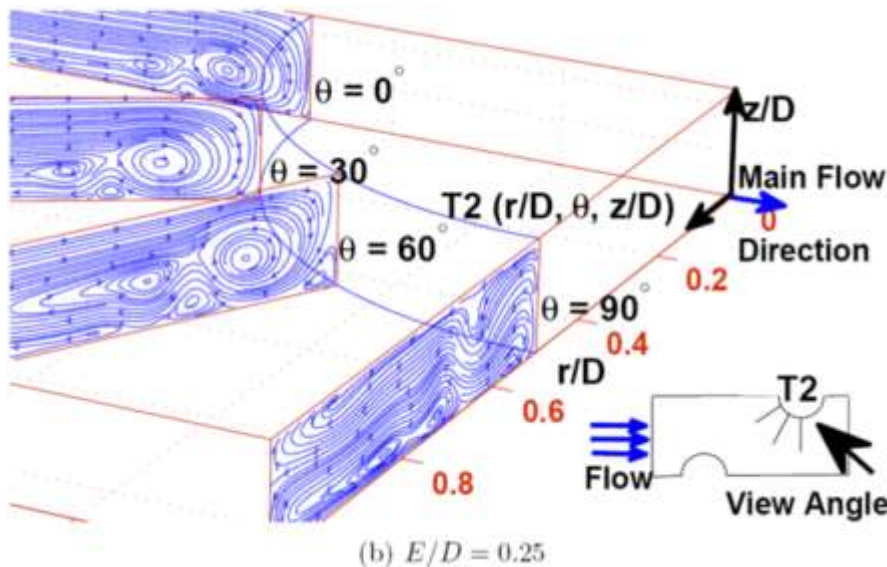 θ = 0°
z/D
θ = 30°
Main Flow
T2 (r/D, θ, z/D)
0
θ = 60°
Direction
0.2
θ = 90°
0.4
r/D
0.6
T2
0.8
Flow
View Angle
(b) E/D = 0.25